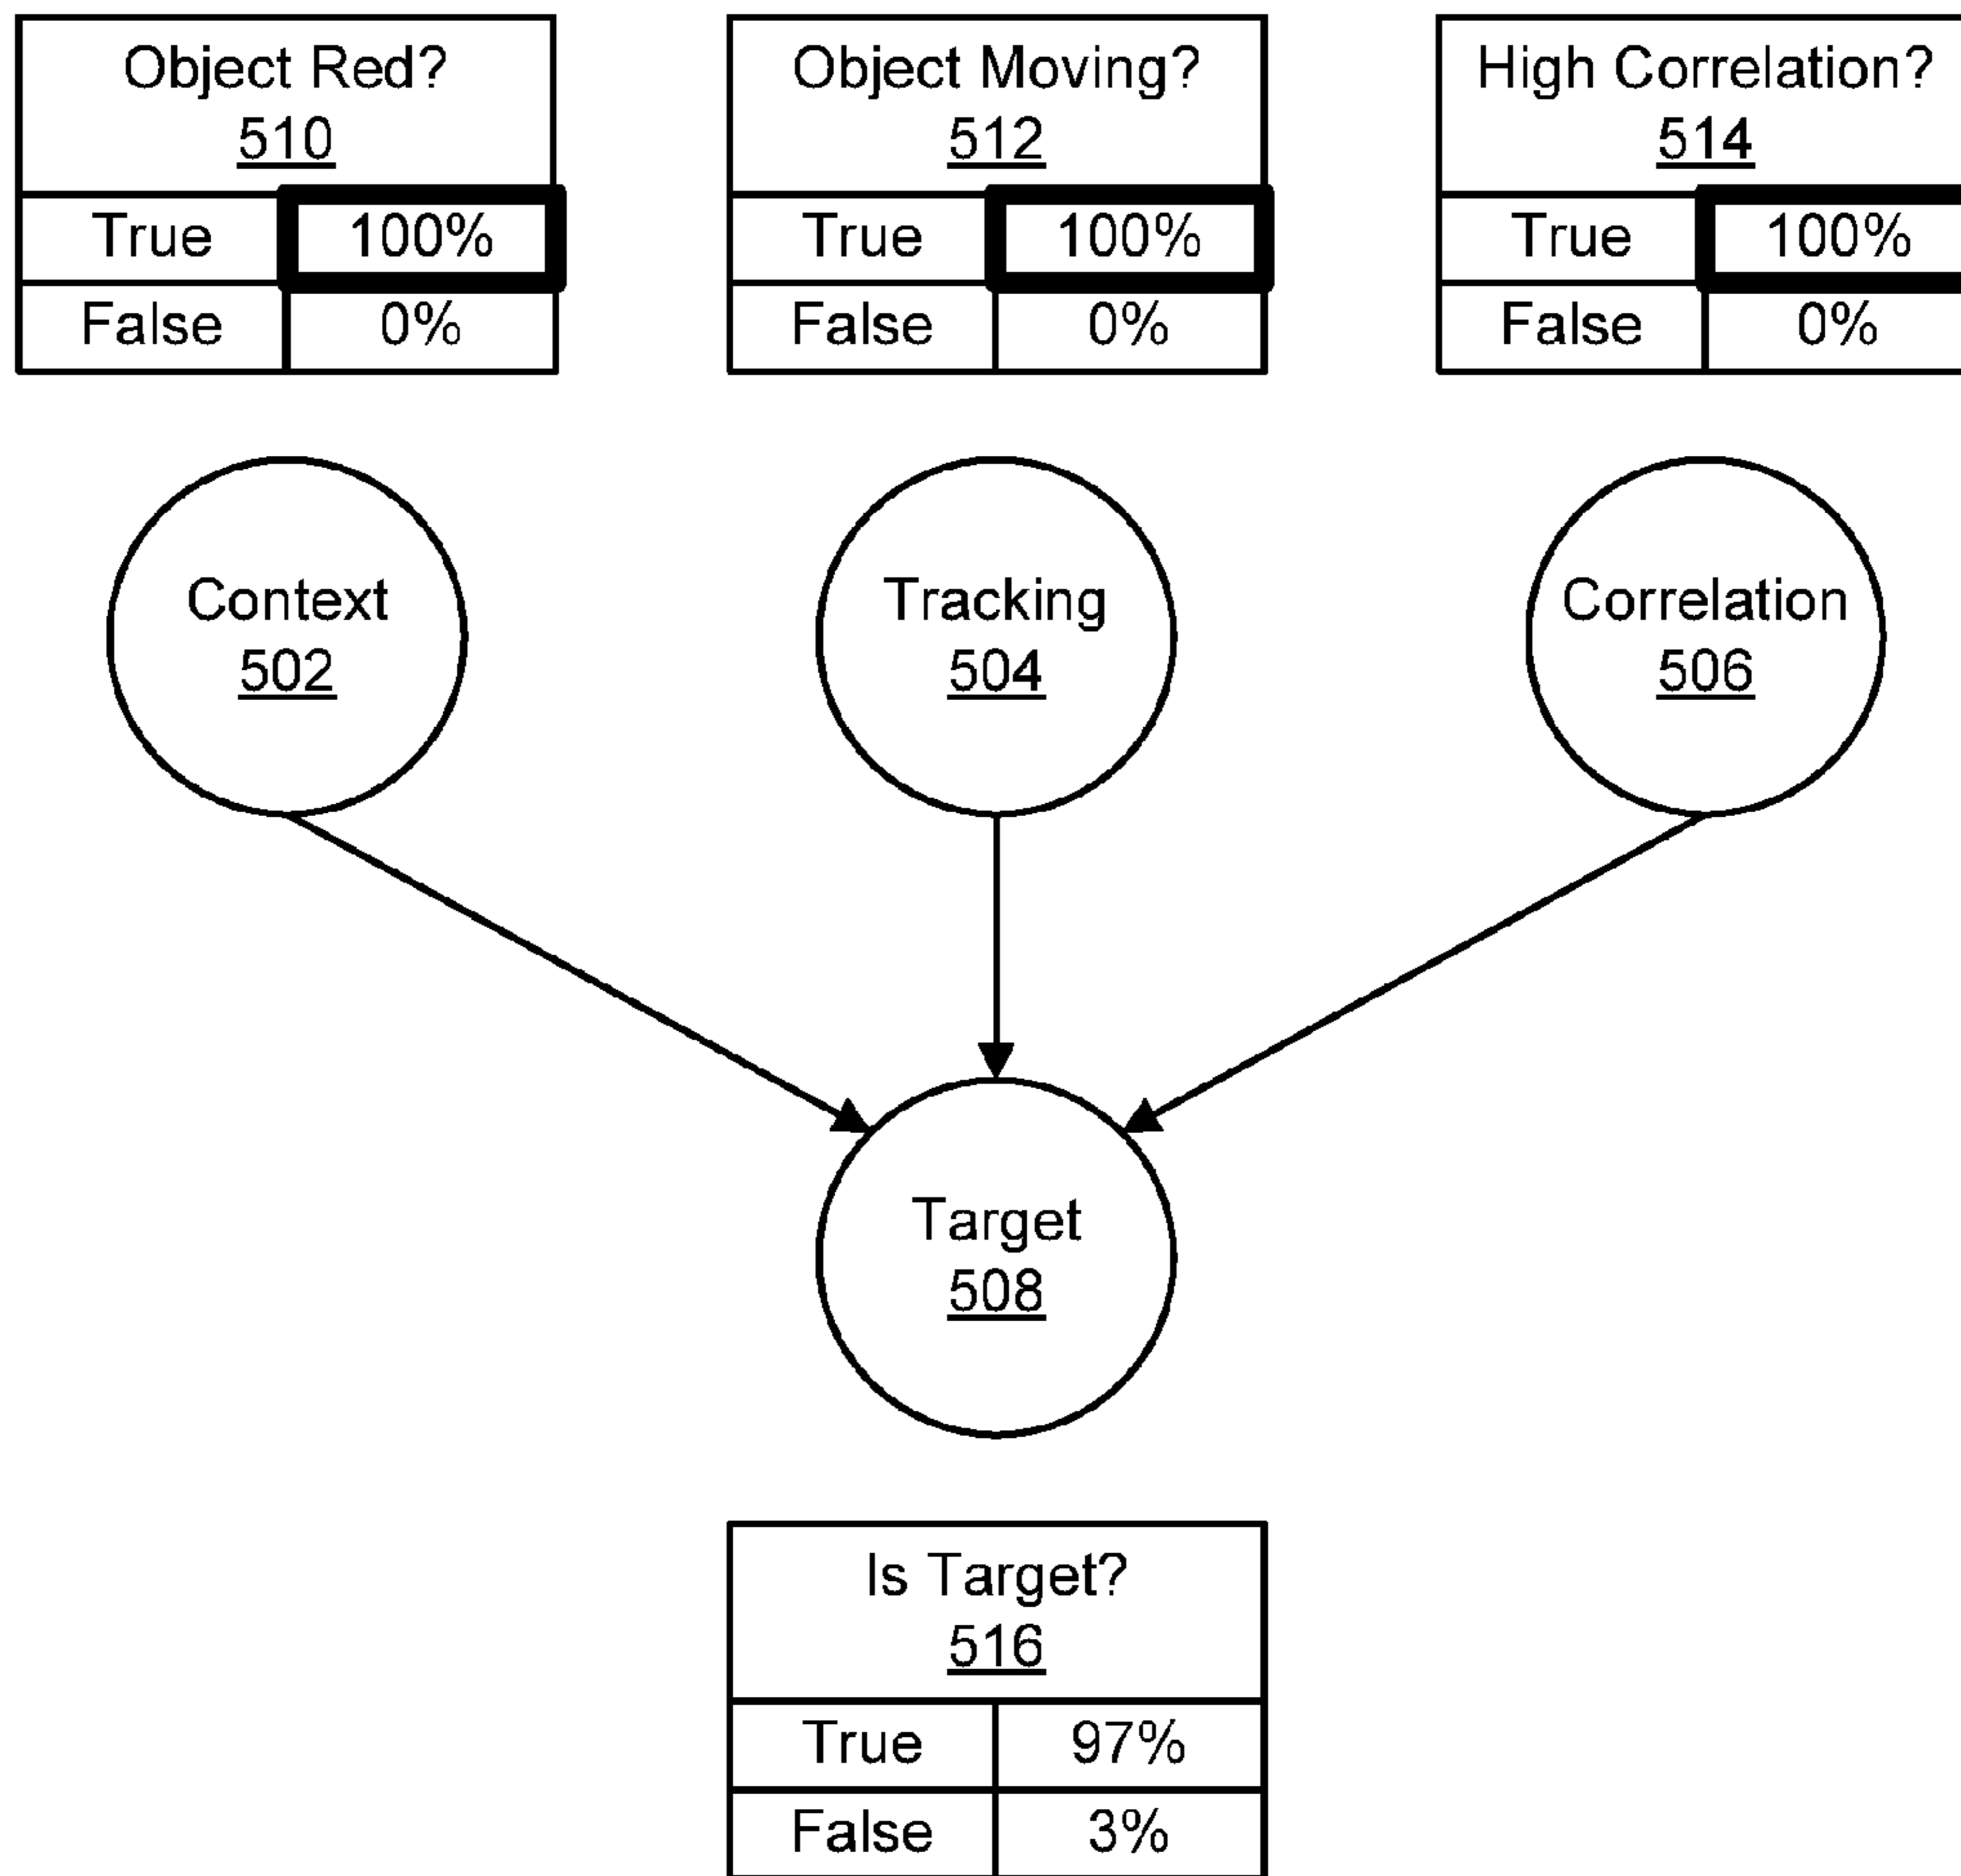 Object Red?
510
True 100%
False 0%
Object Moving?
512
True 100%
False 0%
High Correlation?
514
True 100%
False 0%
Context
502
Tracking
504
Correlation
506
Target
508
Is Target?
516
True 97%
False 3%